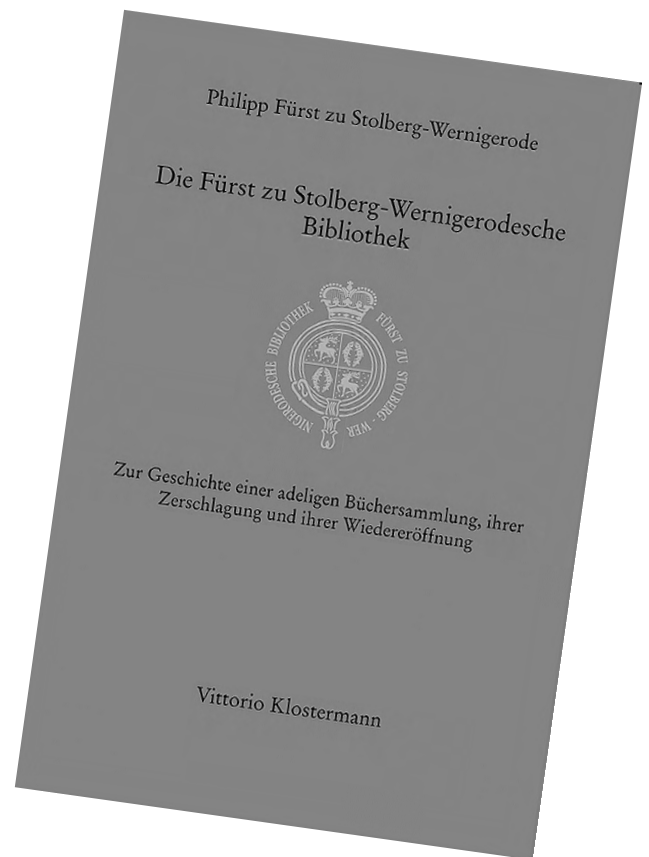 Philipp Fürst zu Stolberg-Wernigerode
Die Fürst zu Stolberg-Wernigerodesche
Bibliothek
FÜRST ZU STOLBERG-WER
NIGERODESCHE BIBLIOTHEK
Zur Geschichte einer adeligen Büchersammlung, ihrer
Zerschlagung und ihrer Wiedereröffnung
Vittorio Klostermann